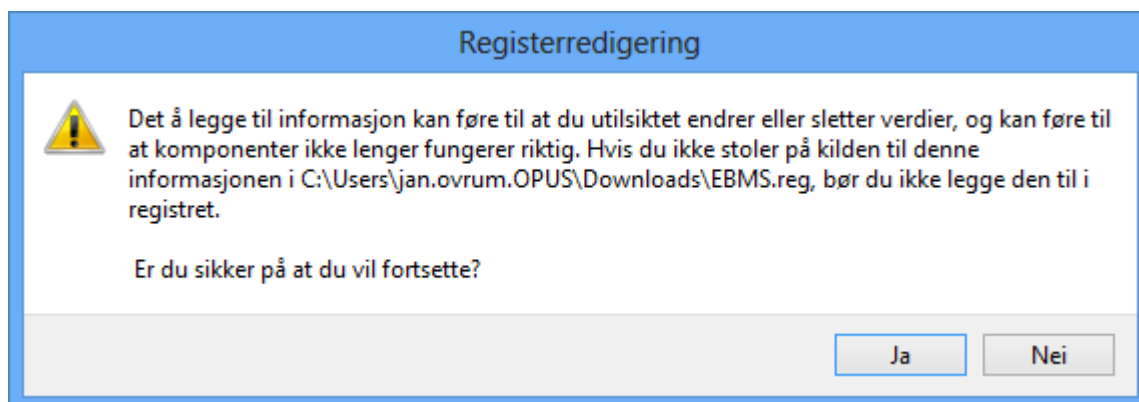 Registerredigering
Det å legge til informasjon kan føre til at du utilsiktet endrer eller sletter verdier, og kan føre til
at komponenter ikke lenger fungerer riktig. Hvis du ikke stoler på kilden til denne
informasjonen i C:\Users\jan.ovrum.OPUS\Downloads\EBMS.reg, bør du ikke legge den til i
registret.
Er du sikker på at du vil fortsette?
Ja
Nei